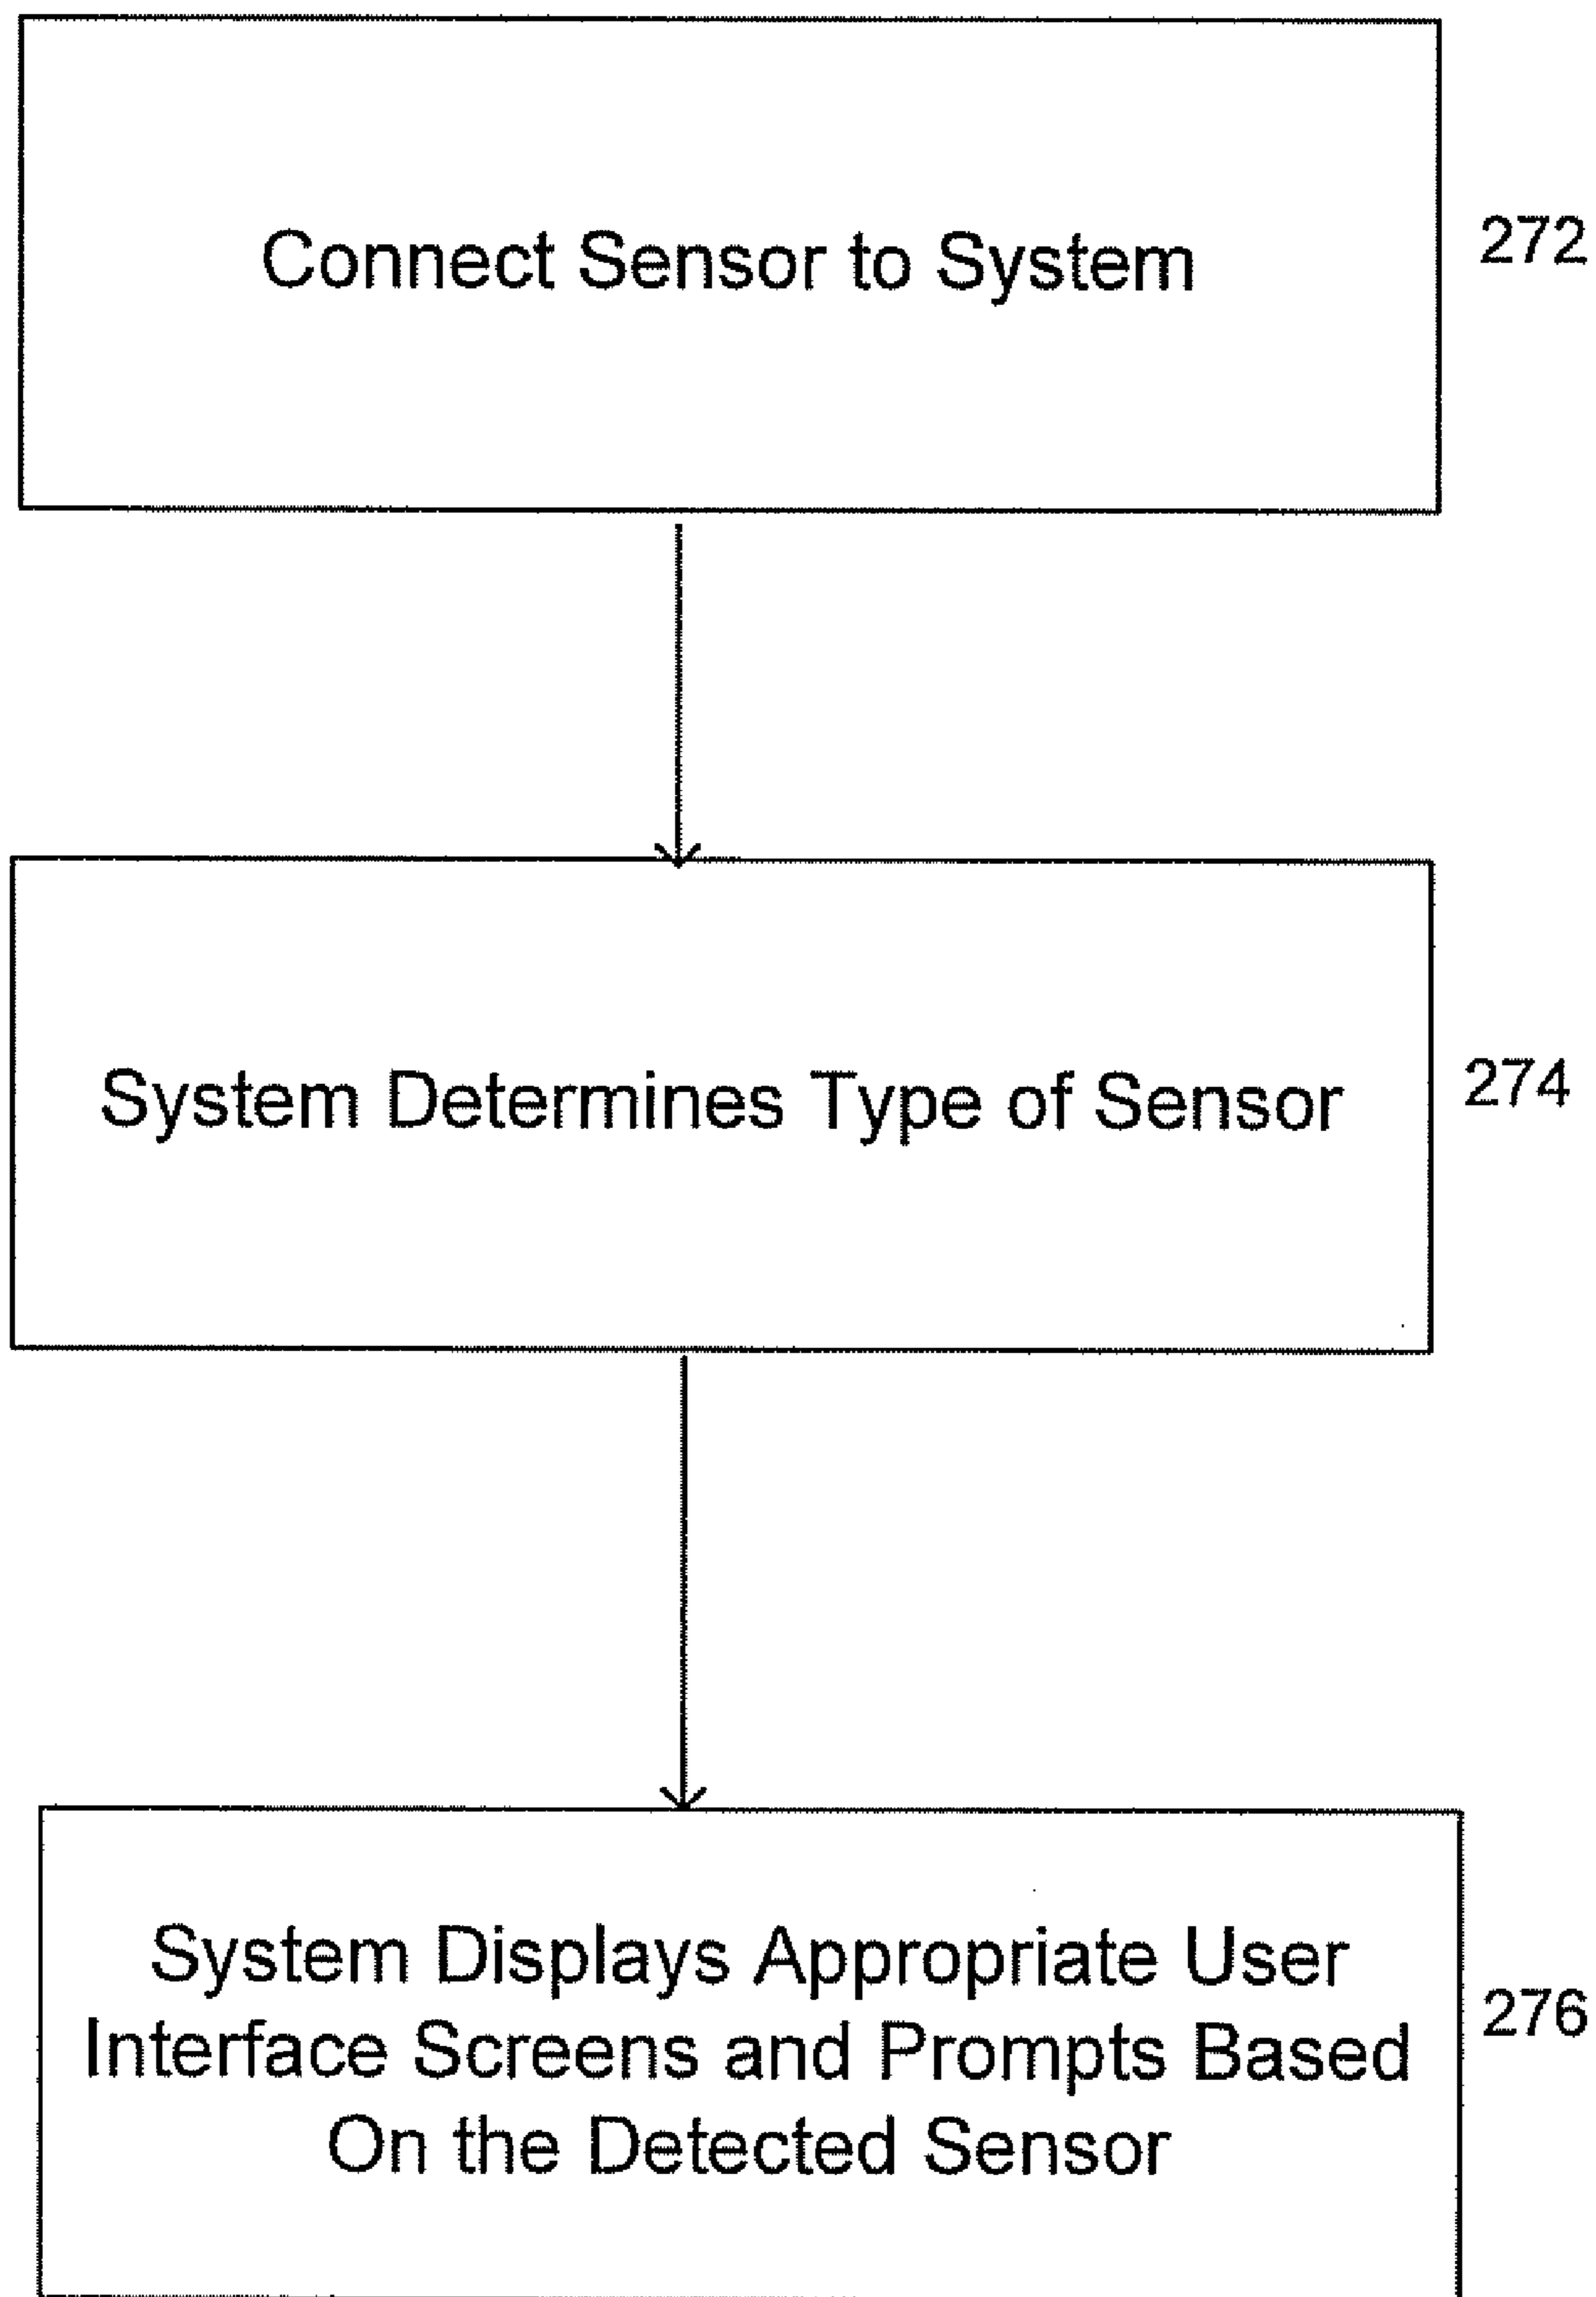 Connect Sensor to System
272
System Determines Type of Sensor
274
System Displays Appropriate User
Interface Screens and Prompts Based
On the Detected Sensor
276